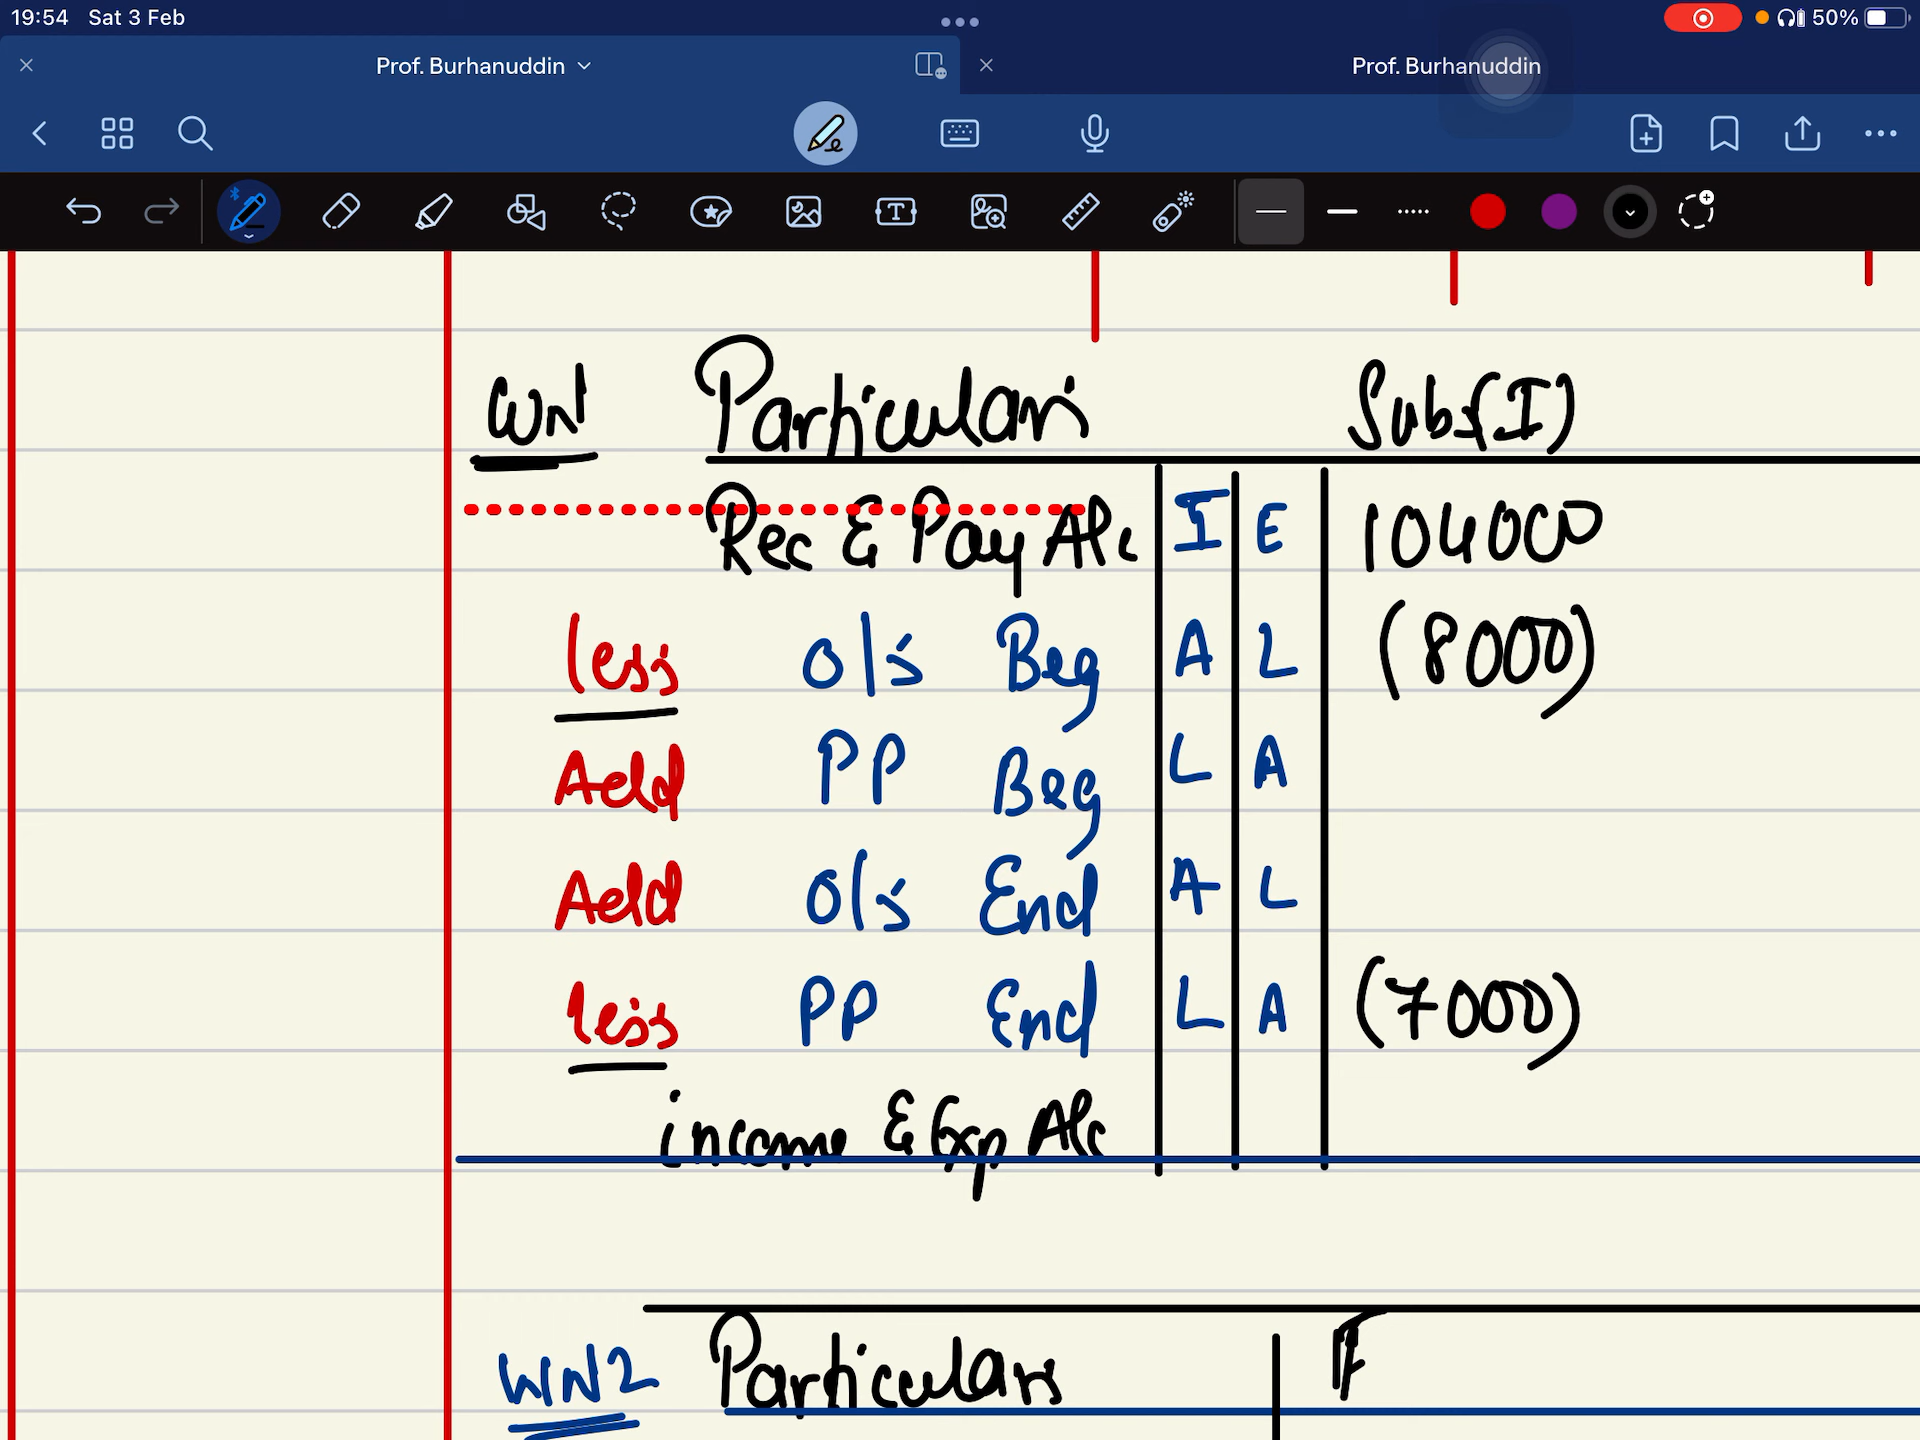 19:54 Sat 3 Feb 50%
Prof. Burhanuddin Prof. Burhanuddin
WN1 Particulars Subs(I)
Rec & Pay A/c I E 104000
less O/s Beg A L (8000)
Add PP Beg L A
Add O/s End A L
less PP End L A (7000)
income & Exp A/c
WN2 Particulars